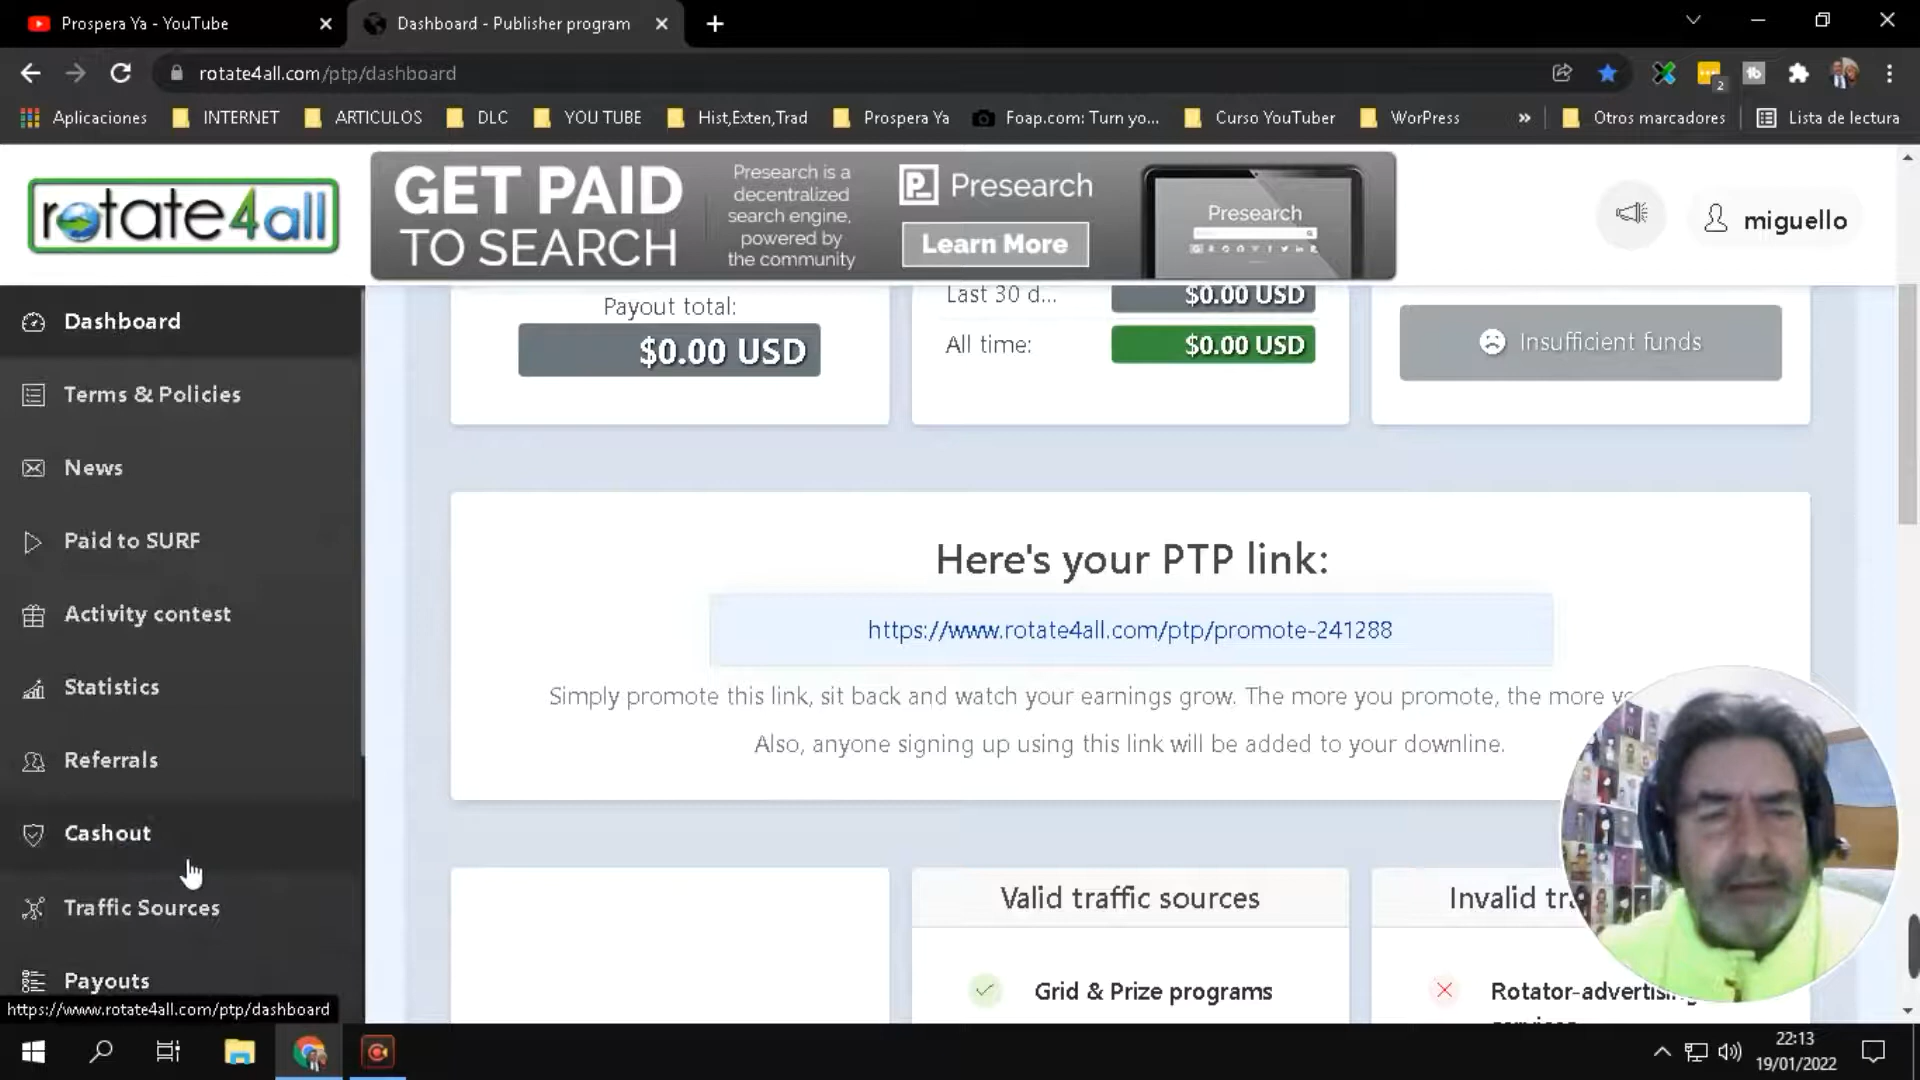 Prospera Ya - YouTube
Dashboard - Publisher program
rotate4all.com/ptp/dashboard
2
tb
Aplicaciones
INTERNET
ARTICULOS
DLC
YOU TUBE
Hist,Exten,Trad
Prospera Ya
Foap.com: Turn yo...
Curso YouTuber
WorPress
»
Otros marcadores
Lista de lectura
rotate4all
GET PAID
TO SEARCH
Presearch is a
decentralized
search engine,
powered by
the community
Presearch
Learn More
Presearch
miguello
Dashboard
Terms & Policies
News
Paid to SURF
Activity contest
Statistics
Referrals
Cashout
Traffic Sources
Payouts
https://www.rotate4all.com/ptp/dashboard
Payout total:
$0.00 USD
Last 30 d...
$0.00 USD
All time:
$0.00 USD
Insufficient funds
Here's your PTP link:
https://www.rotate4all.com/ptp/promote-241288
Simply promote this link, sit back and watch your earnings grow. The more you promote, the more
Also, anyone signing up using this link will be added to your downline.
Valid traffic sources
Grid & Prize programs
Invalid
Rotator-advertising
22:13
19/01/2022